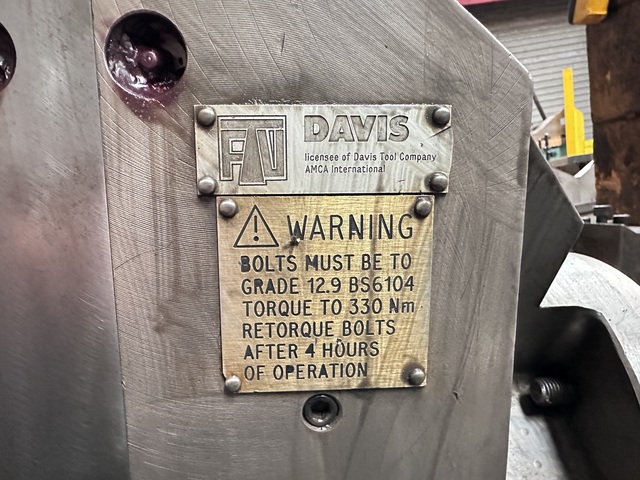 DAVIS
licensee of Davis Tool Company
AMCA International
WARNING
BOLTS MUST BE TO
GRADE 12.9 BS6104
TORQUE TO 330 Nm
RETORQUE BOLTS
AFTER 4 HOURS
OF OPERATION